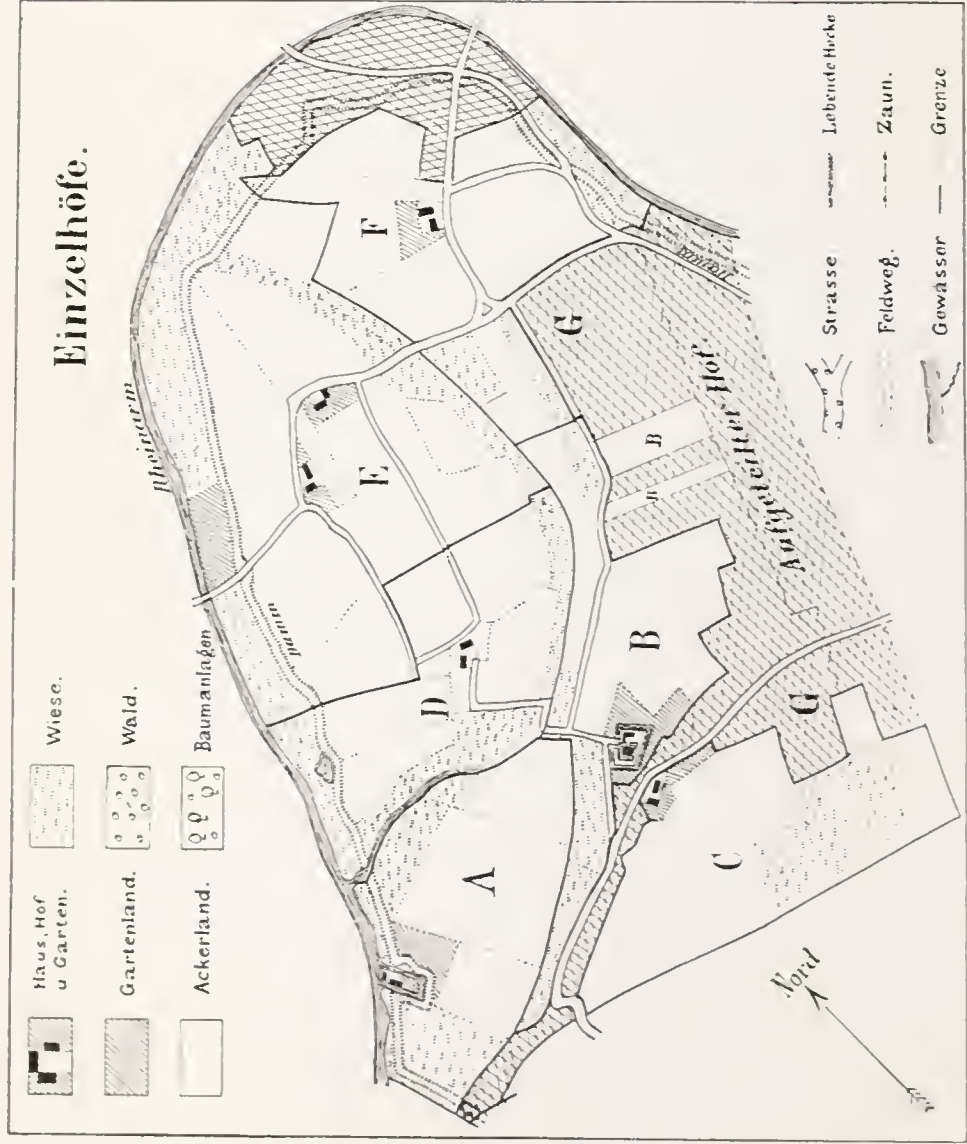 Einzelhöfe.
Haus, Hof
u Garten.
Gartenland.
Ackerland.
Wiese.
Wald.
Baumanlagen
Rheinarm
Damm
A
B
C
D
E
F
G
G
B
Aufgeteilter Hof
Nord
Strasse
Feldweg.
Gewässer
Lebende Hecke
Zaun.
Grenze